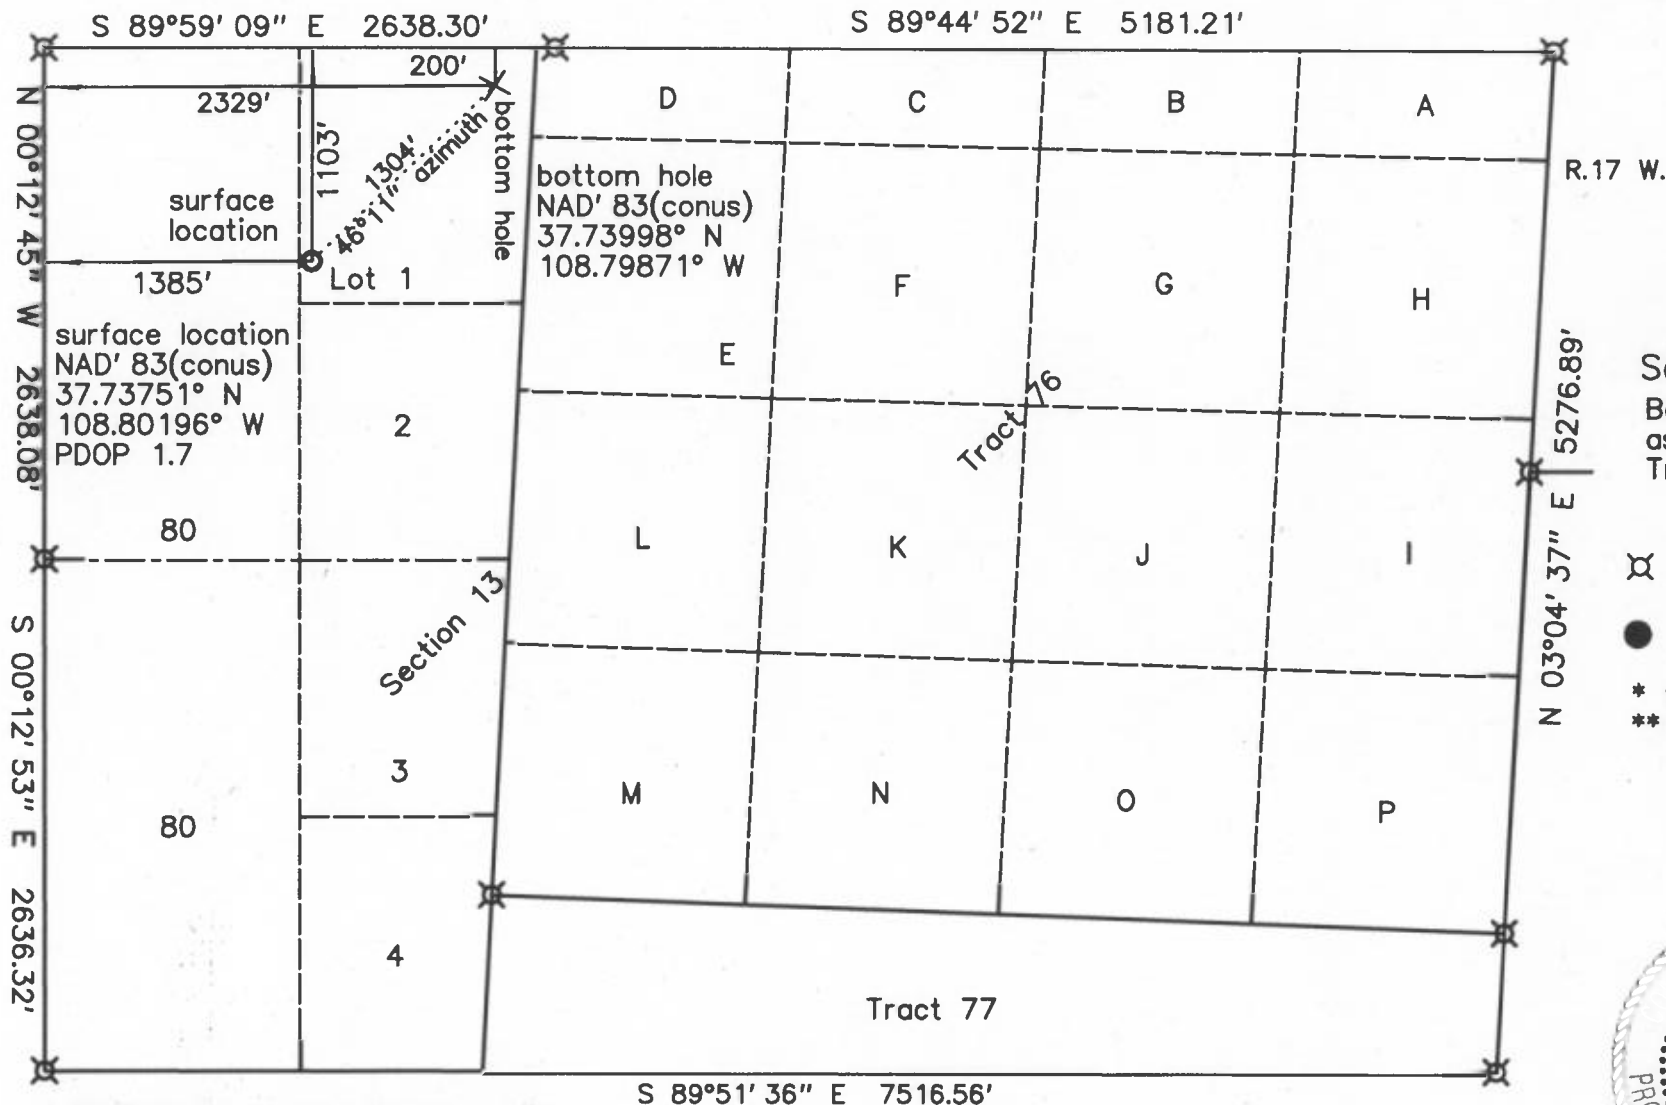 S 89°59' 09" E 2638.30'
S 89°44' 52" E 5181.21'
200'
2329'
1103'
1304'
46°11" azimuth
bottom hole
surface
location
1385'
Lot 1
N 00°12' 45" W 2638.08'
surface location
NAD' 83(conus)
37.73751° N
108.80196° W
PDOP 1.7
bottom hole
NAD' 83(conus)
37.73998° N
108.79871° W
D
C
B
A
R.17 W.
E
F
G
H
Tract 76
2
80
L
K
J
I
N 03°04' 37" E 5276.89'
Section 13
S 00°12' 53" E 2636.32'
3
80
M
N
O
P
4
Tract 77
S 89°51' 36" E 7516.56'
*
**